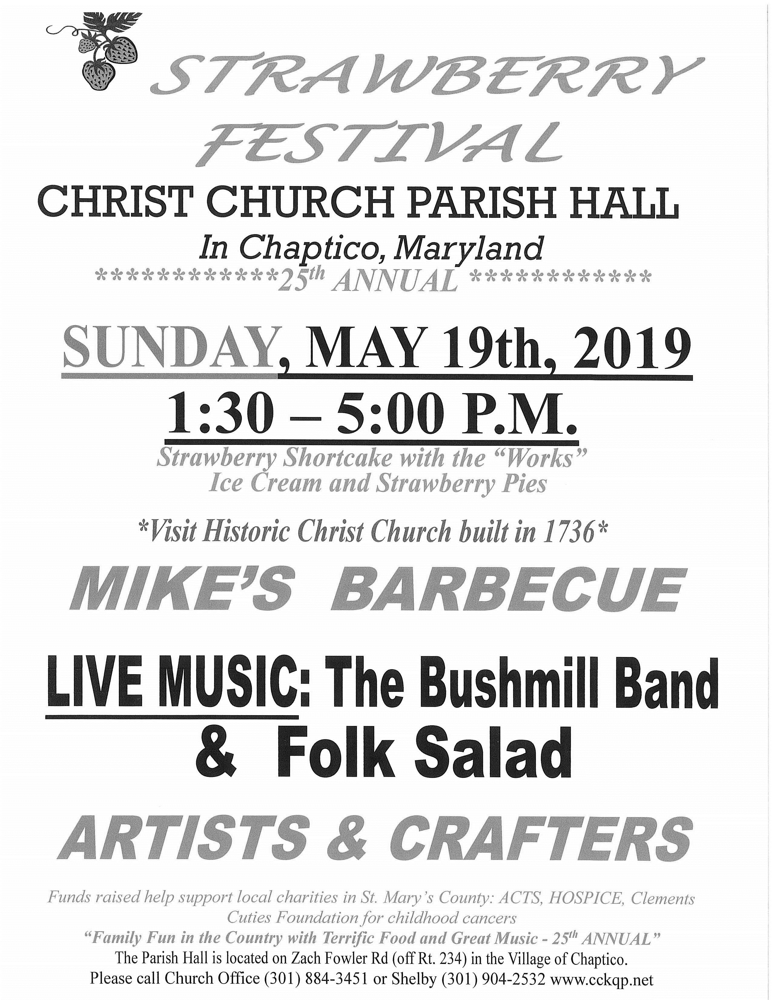 STRAWBERRY
FESTIVAL
CHRIST CHURCH PARISH HALL
In Chaptico, Maryland
************25th ANNUAL ************
SUNDAY, MAY 19th, 2019
1:30 – 5:00 P.M.
Strawberry Shortcake with the “Works”
Ice Cream and Strawberry Pies
*Visit Historic Christ Church built in 1736*
MIKE’S BARBECUE
LIVE MUSIC: The Bushmill Band
& Folk Salad
ARTISTS & CRAFTERS
Funds raised help support local charities in St. Mary’s County: ACTS, HOSPICE, Clements
Cuties Foundation for childhood cancers
“Family Fun in the Country with Terrific Food and Great Music - 25th ANNUAL”
The Parish Hall is located on Zach Fowler Rd (off Rt. 234) in the Village of Chaptico.
Please call Church Office (301) 884-3451 or Shelby (301) 904-2532 www.cckqp.net